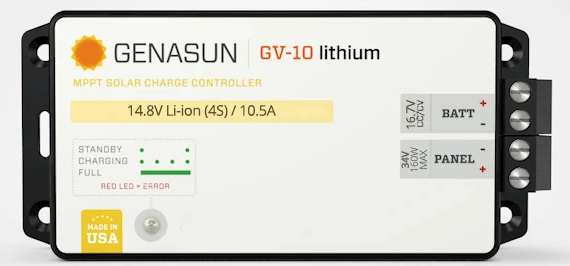 GENASUN GV-10 lithium
MPPT SOLAR CHARGE CONTROLLER
14.8V Li-ion (4S) / 10.5A
STANDBY
CHARGING
FULL
RED LED = ERROR
MADE IN
USA
16.7V
CC/CV
BATT
+
-
34V
160W
MAX
PANEL
-
+